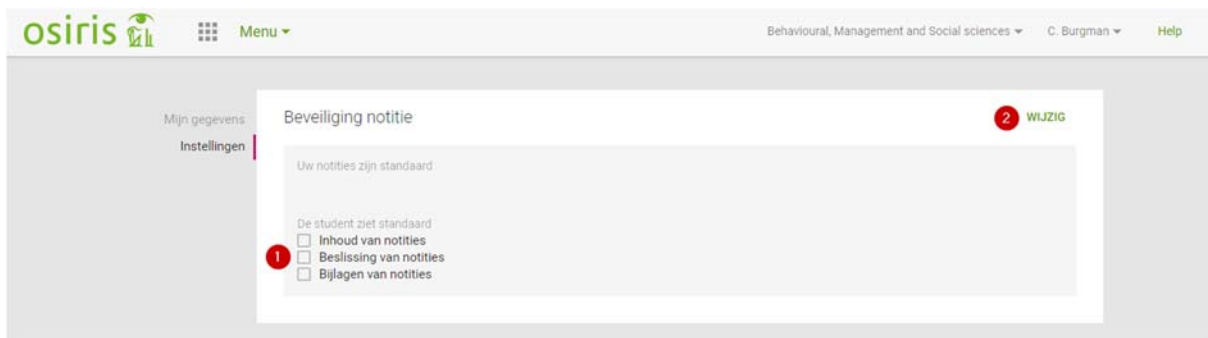 osiris Menu Behavioural, Management and Social sciences C. Burgman Help
Mijn gegevens
Instellingen
Beveiliging notitie
2 WIJZIG
Uw notities zijn standaard
De student ziet standaard
Inhoud van notities
1 Beslissing van notities
Bijlagen van notities